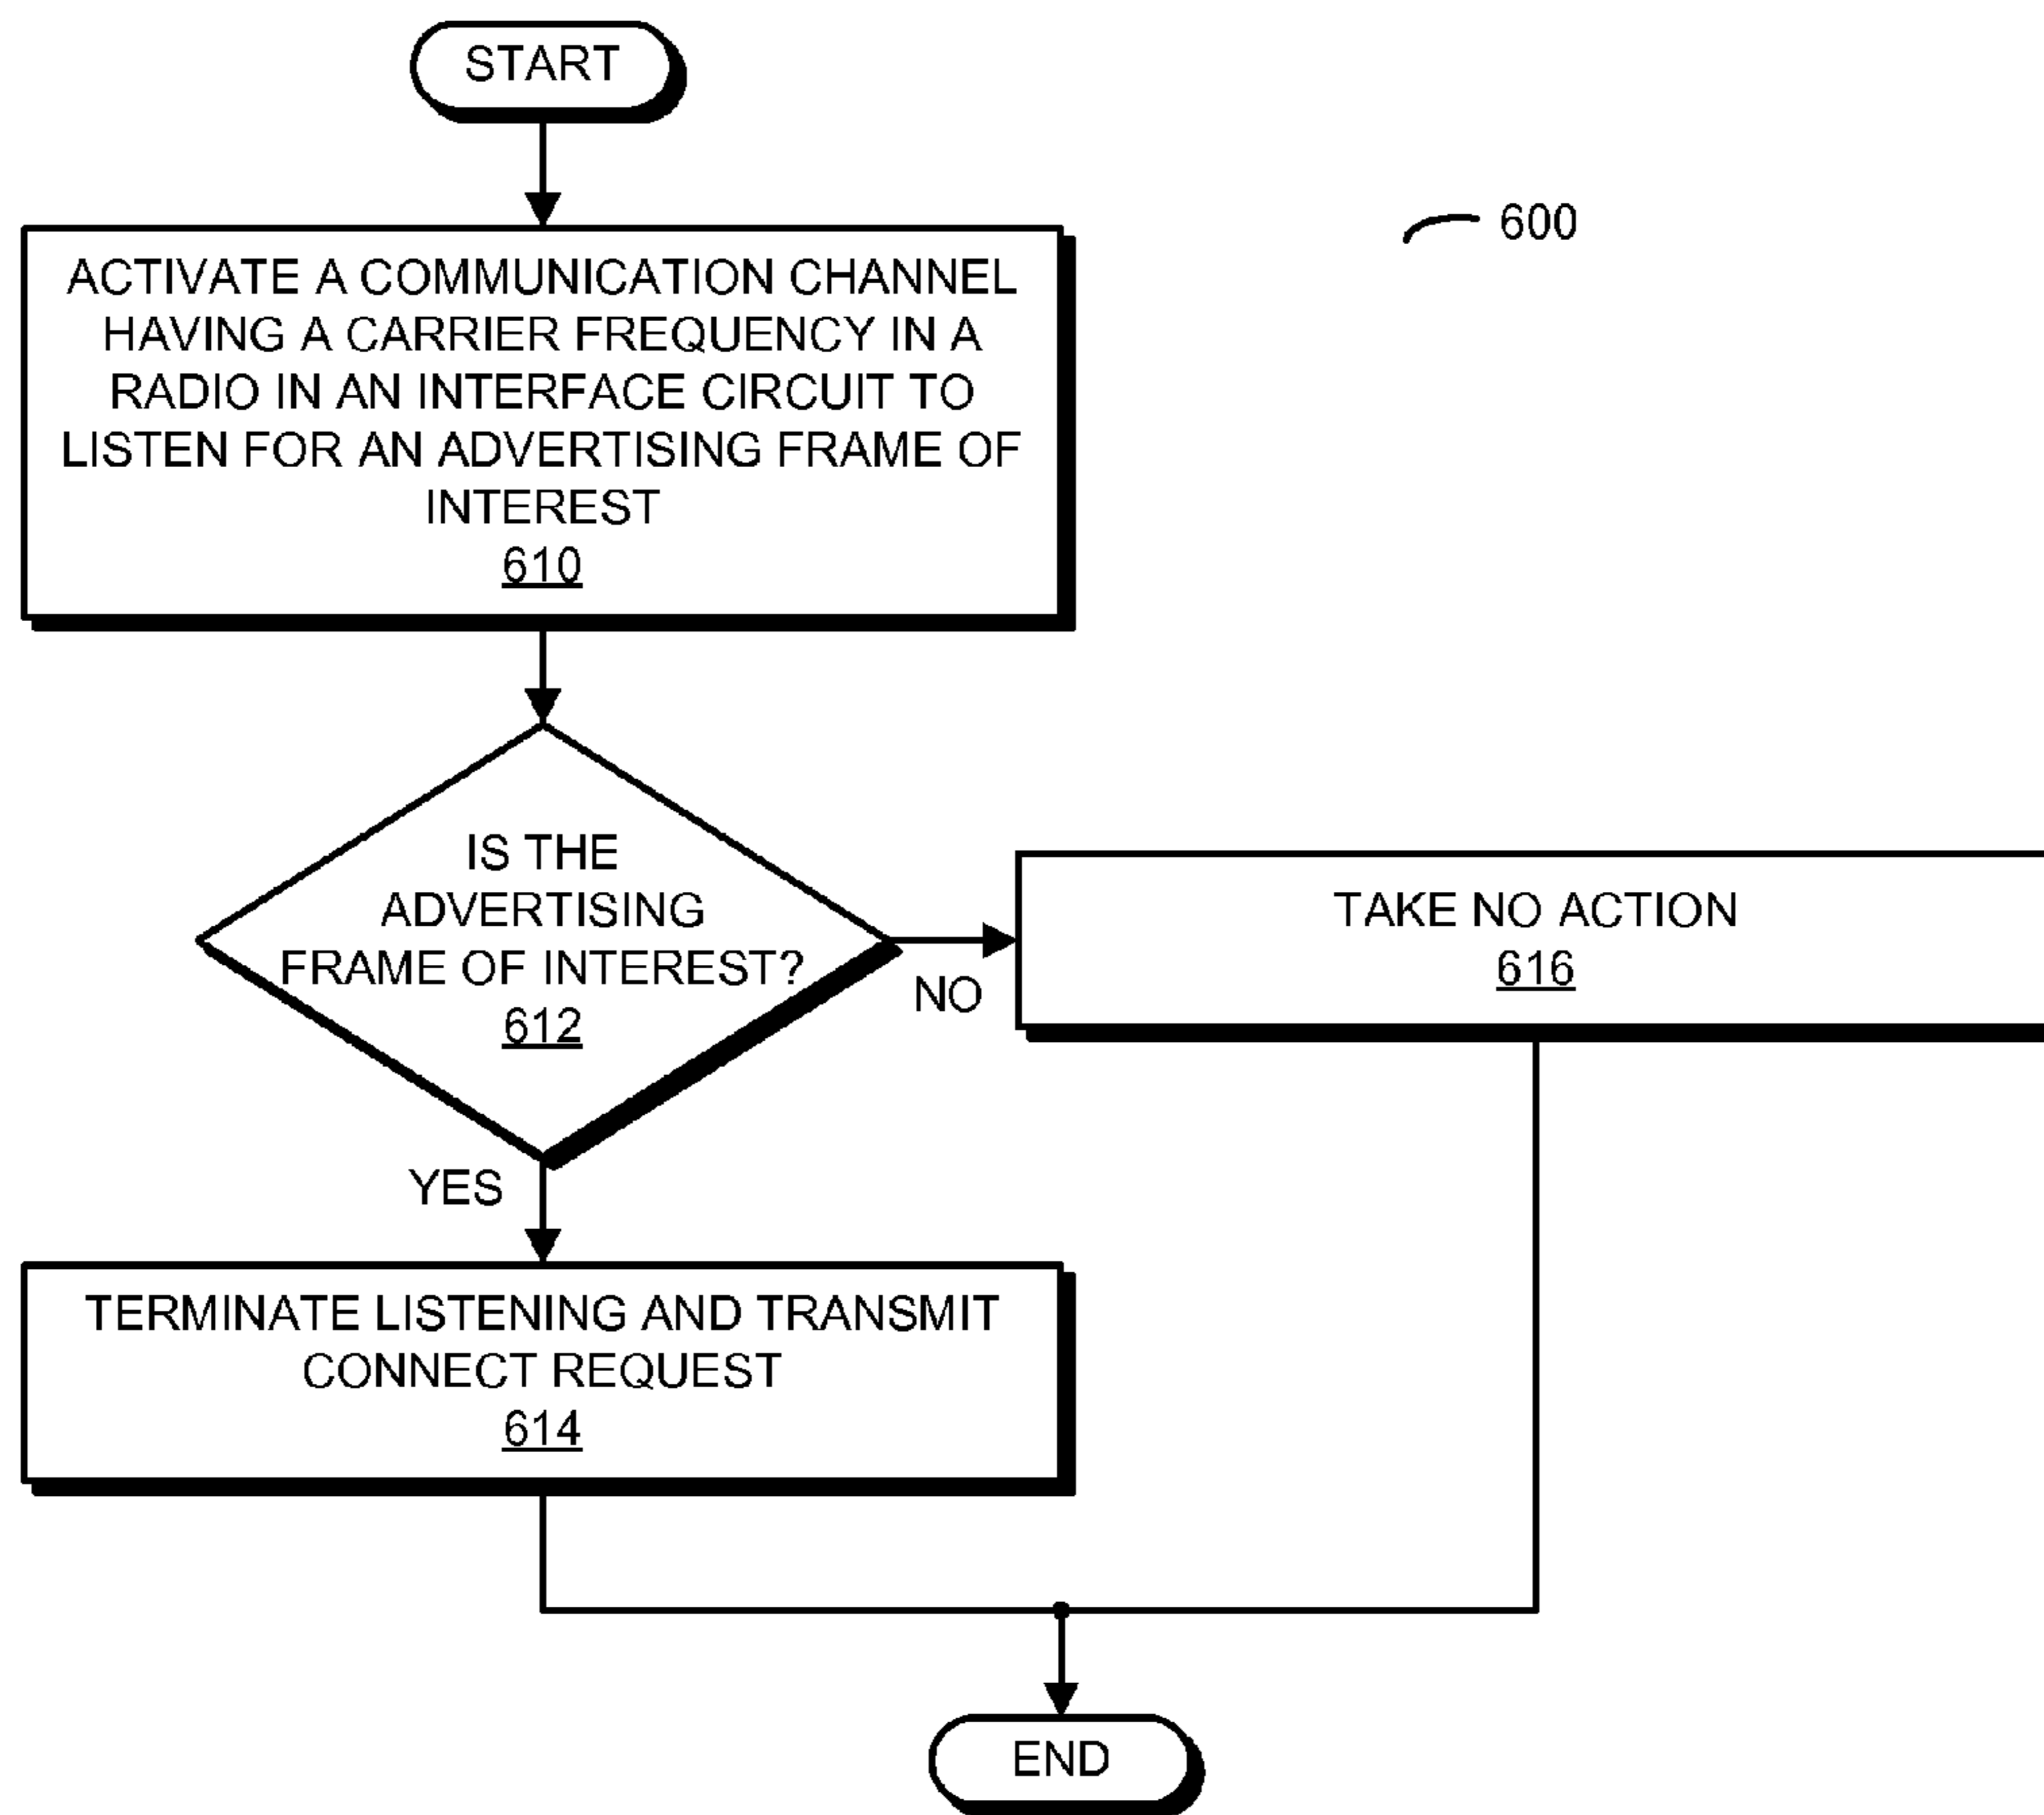 START
600
ACTIVATE A COMMUNICATION CHANNEL
HAVING A CARRIER FREQUENCY IN A
RADIO IN AN INTERFACE CIRCUIT TO
LISTEN FOR AN ADVERTISING FRAME OF
INTEREST
610
IS THE
ADVERTISING
FRAME OF INTEREST?
612
NO
TAKE NO ACTION
616
YES
TERMINATE LISTENING AND TRANSMIT
CONNECT REQUEST
614
END